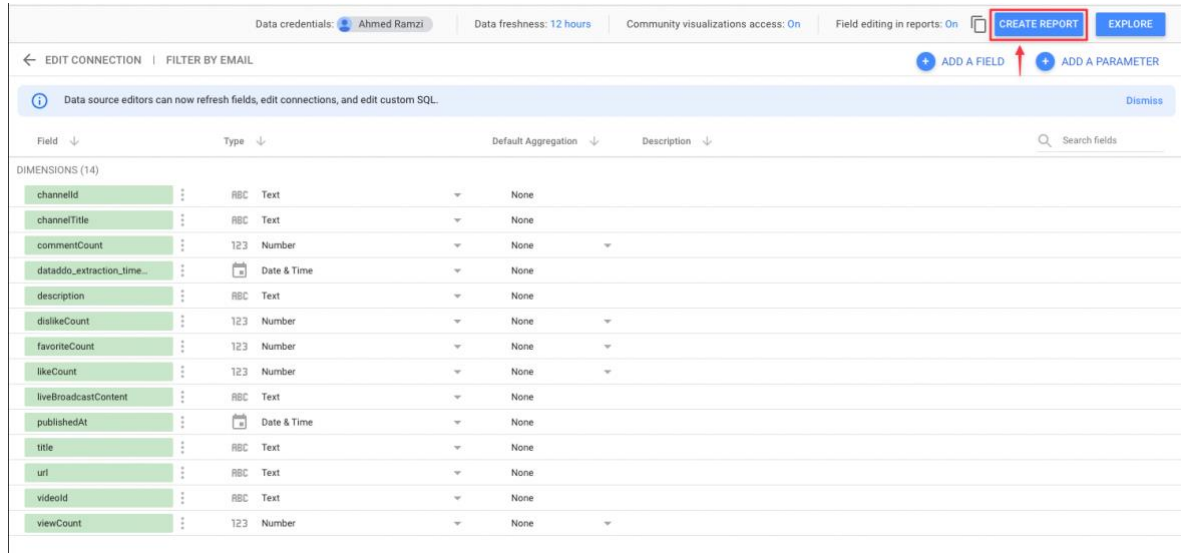 Data credentials: Ahmed Ramzi Data freshness: 12 hours Community visualizations access: On Field editing in reports: On CREATE REPORT EXPLORE
EDIT CONNECTION | FILTER BY EMAIL ADD A FIELD ADD A PARAMETER
Data source editors can now refresh fields, edit connections, and edit custom SQL. Dismiss
Field Type Default Aggregation Description Search fields
DIMENSIONS (14)
channelId ABC Text None
channelTitle ABC Text None
commentCount 123 Number None
dataddo_extraction_time... Date & Time None
description ABC Text None
dislikeCount 123 Number None
favoriteCount 123 Number None
likeCount 123 Number None
liveBroadcastContent ABC Text None
publishedAt Date & Time None
title ABC Text None
url ABC Text None
videoId ABC Text None
viewCount 123 Number None